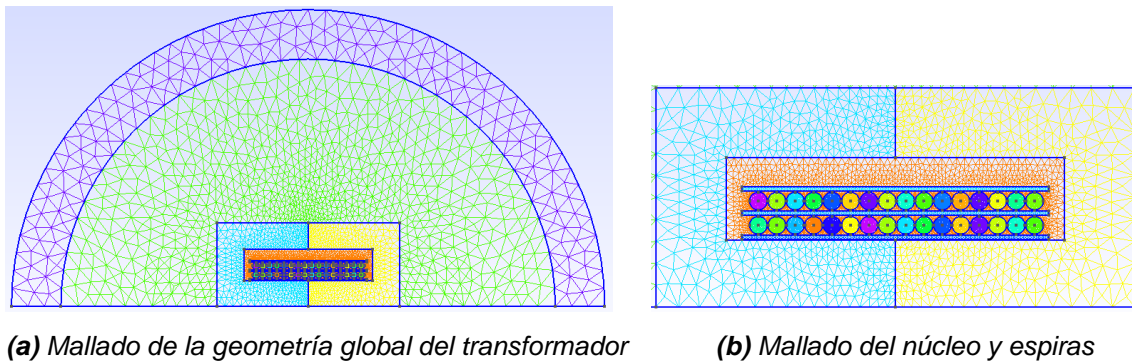 (a) Mallado de la geometría global del transformador
(b) Mallado del núcleo y espiras